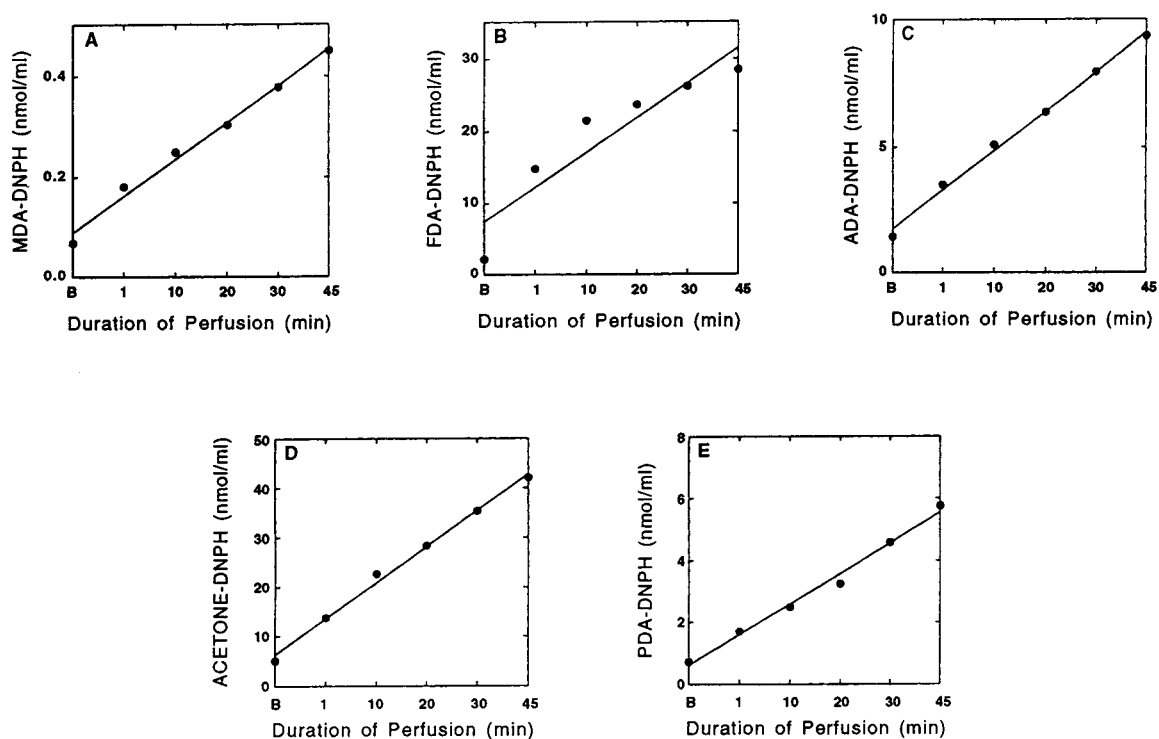 A
MDA-DNPH (nmol/ml)
0.4
0.2
0.0
B 1 10 20 30 45
Duration of Perfusion (min)
B
FDA-DNPH (nmol/ml)
30
20
10
0
B 1 10 20 30 45
Duration of Perfusion (min)
C
ADA-DNPH (nmol/ml)
10
5
0
B 1 10 20 30 45
Duration of Perfusion (min)
D
ACETONE-DNPH (nmol/ml)
50
40
30
20
10
0
B 1 10 20 30 45
Duration of Perfusion (min)
E
PDA-DNPH (nmol/ml)
8
6
4
2
0
B 1 10 20 30 45
Duration of Perfusion (min)